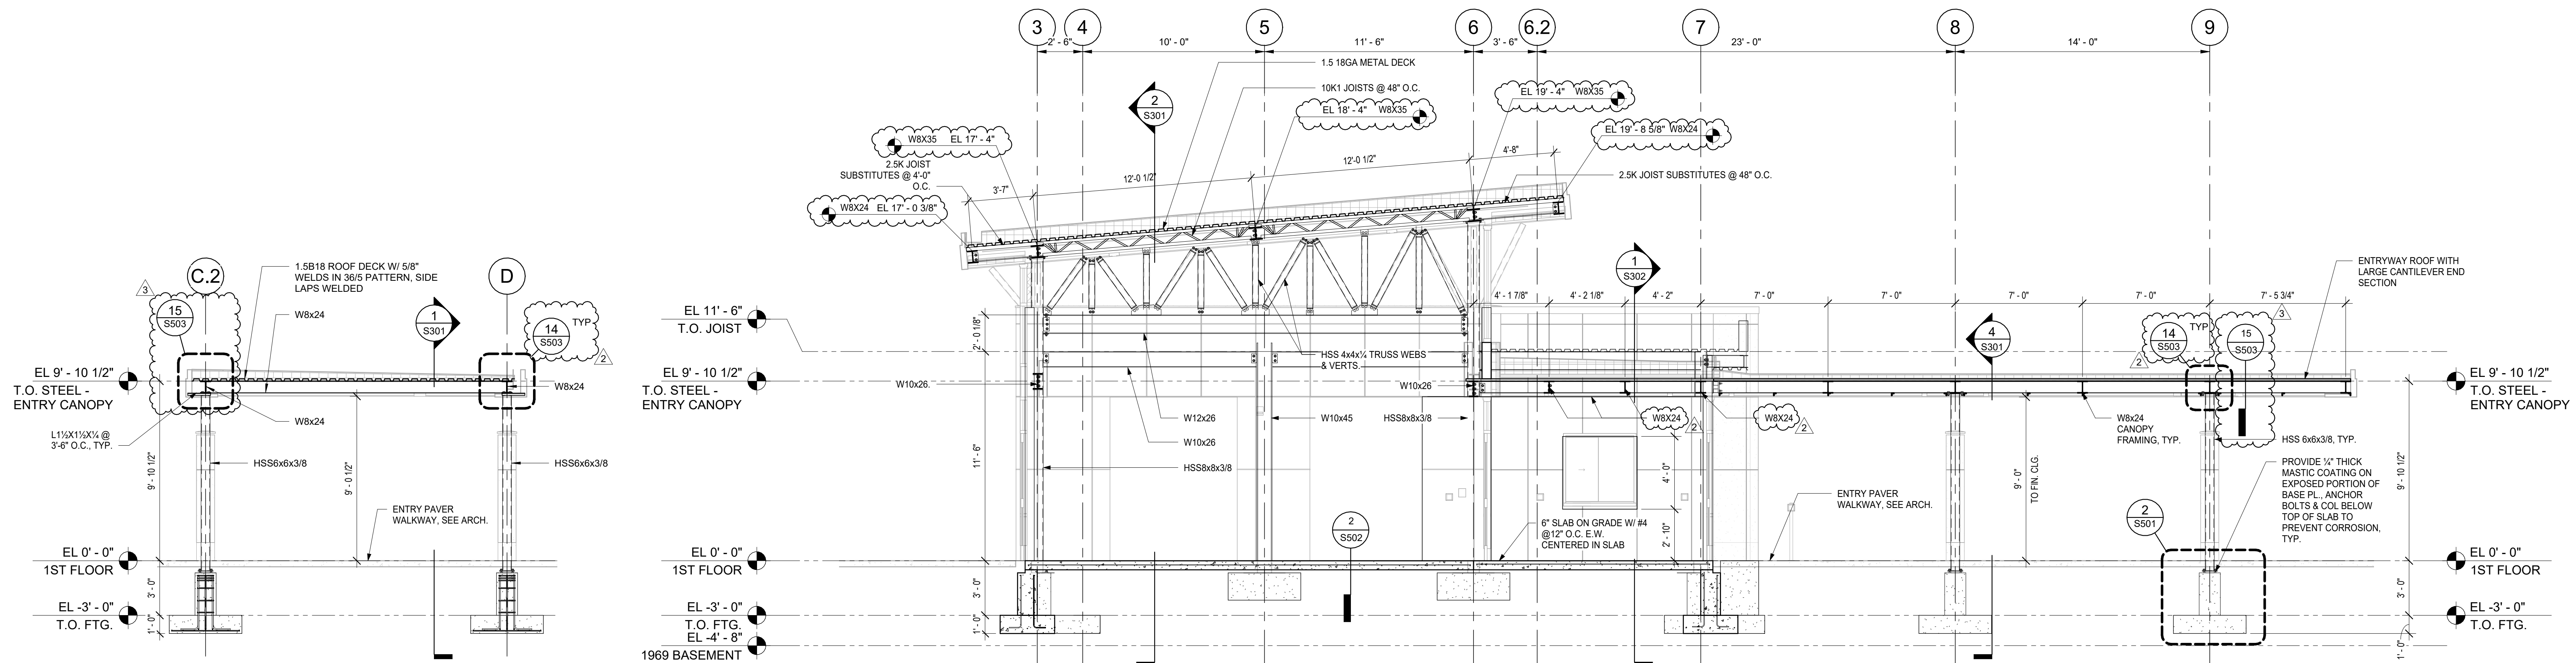 C.2
D
3
15
S503
1.5B18 ROOF DECK W/ 5/8"
WELDS IN 36/5 PATTERN, SIDE
LAPS WELDED
W8x24
1
S301
14
S503
TYP
2
EL 9' - 10 1/2"
T.O. STEEL -
ENTRY CANOPY
W8x24
W8x24
L1½X1½X¼ @
3'-6" O.C., TYP.
HSS6x6x3/8
HSS6x6x3/8
9' - 10 1/2"
9' - 0 1/2"
ENTRY PAVER
WALKWAY, SEE ARCH.
EL 0' - 0"
1ST FLOOR
3' - 0"
EL -3' - 0"
T.O. FTG.
1' - 0"
3
4
5
6
6.2
7
8
9
2' - 6"
10' - 0"
11' - 6"
3' - 6"
23' - 0"
14' - 0"
1.5 18GA METAL DECK
10K1 JOISTS @ 48" O.C.
2
S301
EL 18' - 4" W8X35
EL 19' - 4" W8X35
EL 19' - 8 5/8" W8X24
W8X35 EL 17' - 4"
2.5K JOIST
SUBSTITUTES @ 4'-0"
O.C.
W8X24 EL 17' - 0 3/8"
3'-7"
12'-0 1/2"
12'-0 1/2"
4'-8"
2.5K JOIST SUBSTITUTES @ 48" O.C.
1
S302
ENTRYWAY ROOF WITH
LARGE CANTILEVER END
SECTION
4' - 1 7/8"
4' - 2 1/8"
4' - 2"
7' - 0"
7' - 0"
7' - 0"
7' - 0"
7' - 5 3/4"
EL 11' - 6"
T.O. JOIST
2' - 0 1/8"
HSS 4x4x¼ TRUSS WEBS
& VERTS.
4
S301
14
S503
TYP
2
15
S503
3
EL 9' - 10 1/2"
T.O. STEEL -
ENTRY CANOPY
W10x26
W10x26
EL 9' - 10 1/2"
T.O. STEEL -
ENTRY CANOPY
W12x26
W10x45
HSS8x8x3/8
W8X24
2
W8X24
2
W8x24
CANOPY
FRAMING, TYP.
HSS 6x6x3/8, TYP.
W10x26
HSS8x8x3/8
11' - 6"
4' - 0"
2' - 10"
9' - 0"
TO FIN. CLG.
9' - 10 1/2"
PROVIDE ¼" THICK
MASTIC COATING ON
EXPOSED PORTION OF
BASE PL., ANCHOR
BOLTS & COL BELOW
TOP OF SLAB TO
PREVENT CORROSION,
TYP.
ENTRY PAVER
WALKWAY, SEE ARCH.
2
S502
6" SLAB ON GRADE W/ #4
@12" O.C. E.W.
CENTERED IN SLAB
2
S501
EL 0' - 0"
1ST FLOOR
EL 0' - 0"
1ST FLOOR
3' - 0"
3' - 0"
EL -3' - 0"
T.O. FTG.
EL -3' - 0"
T.O. FTG.
1' - 0"
1' - 0"
EL -4' - 8"
1969 BASEMENT